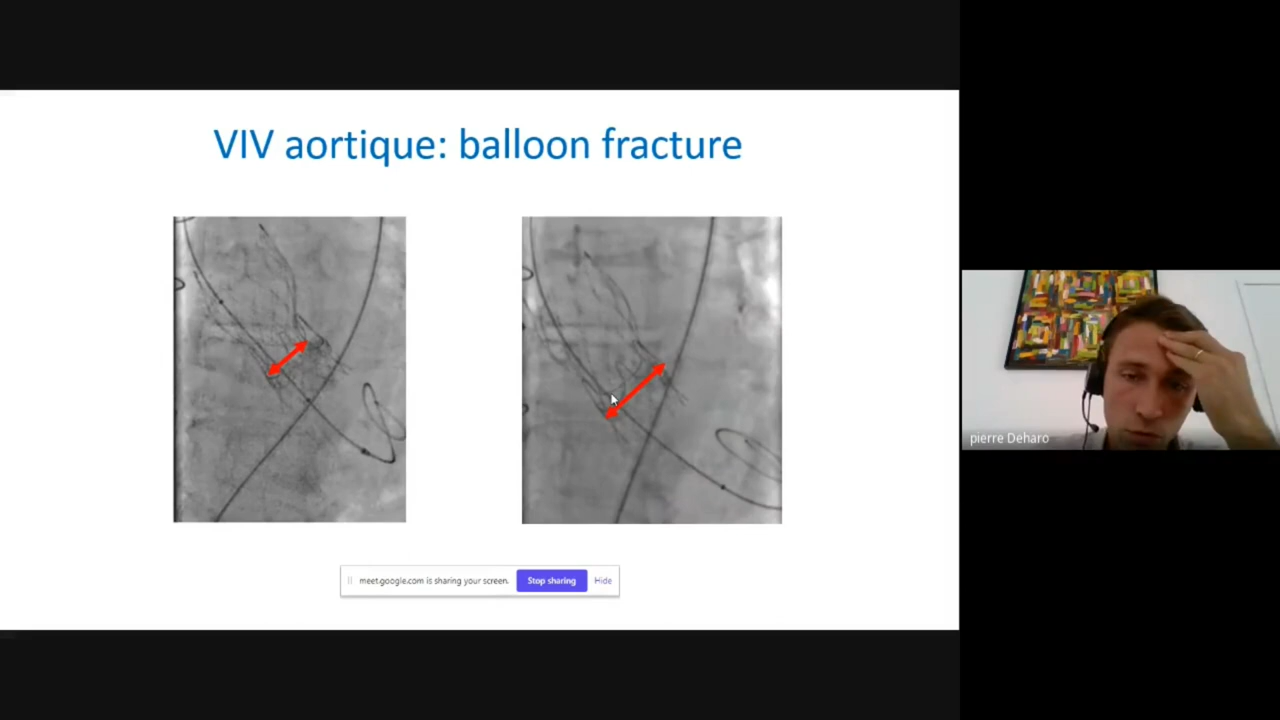 VIV aortique: balloon fracture
pierre Deharo
meet.google.com is sharing your screen.
Stop sharing
Hide